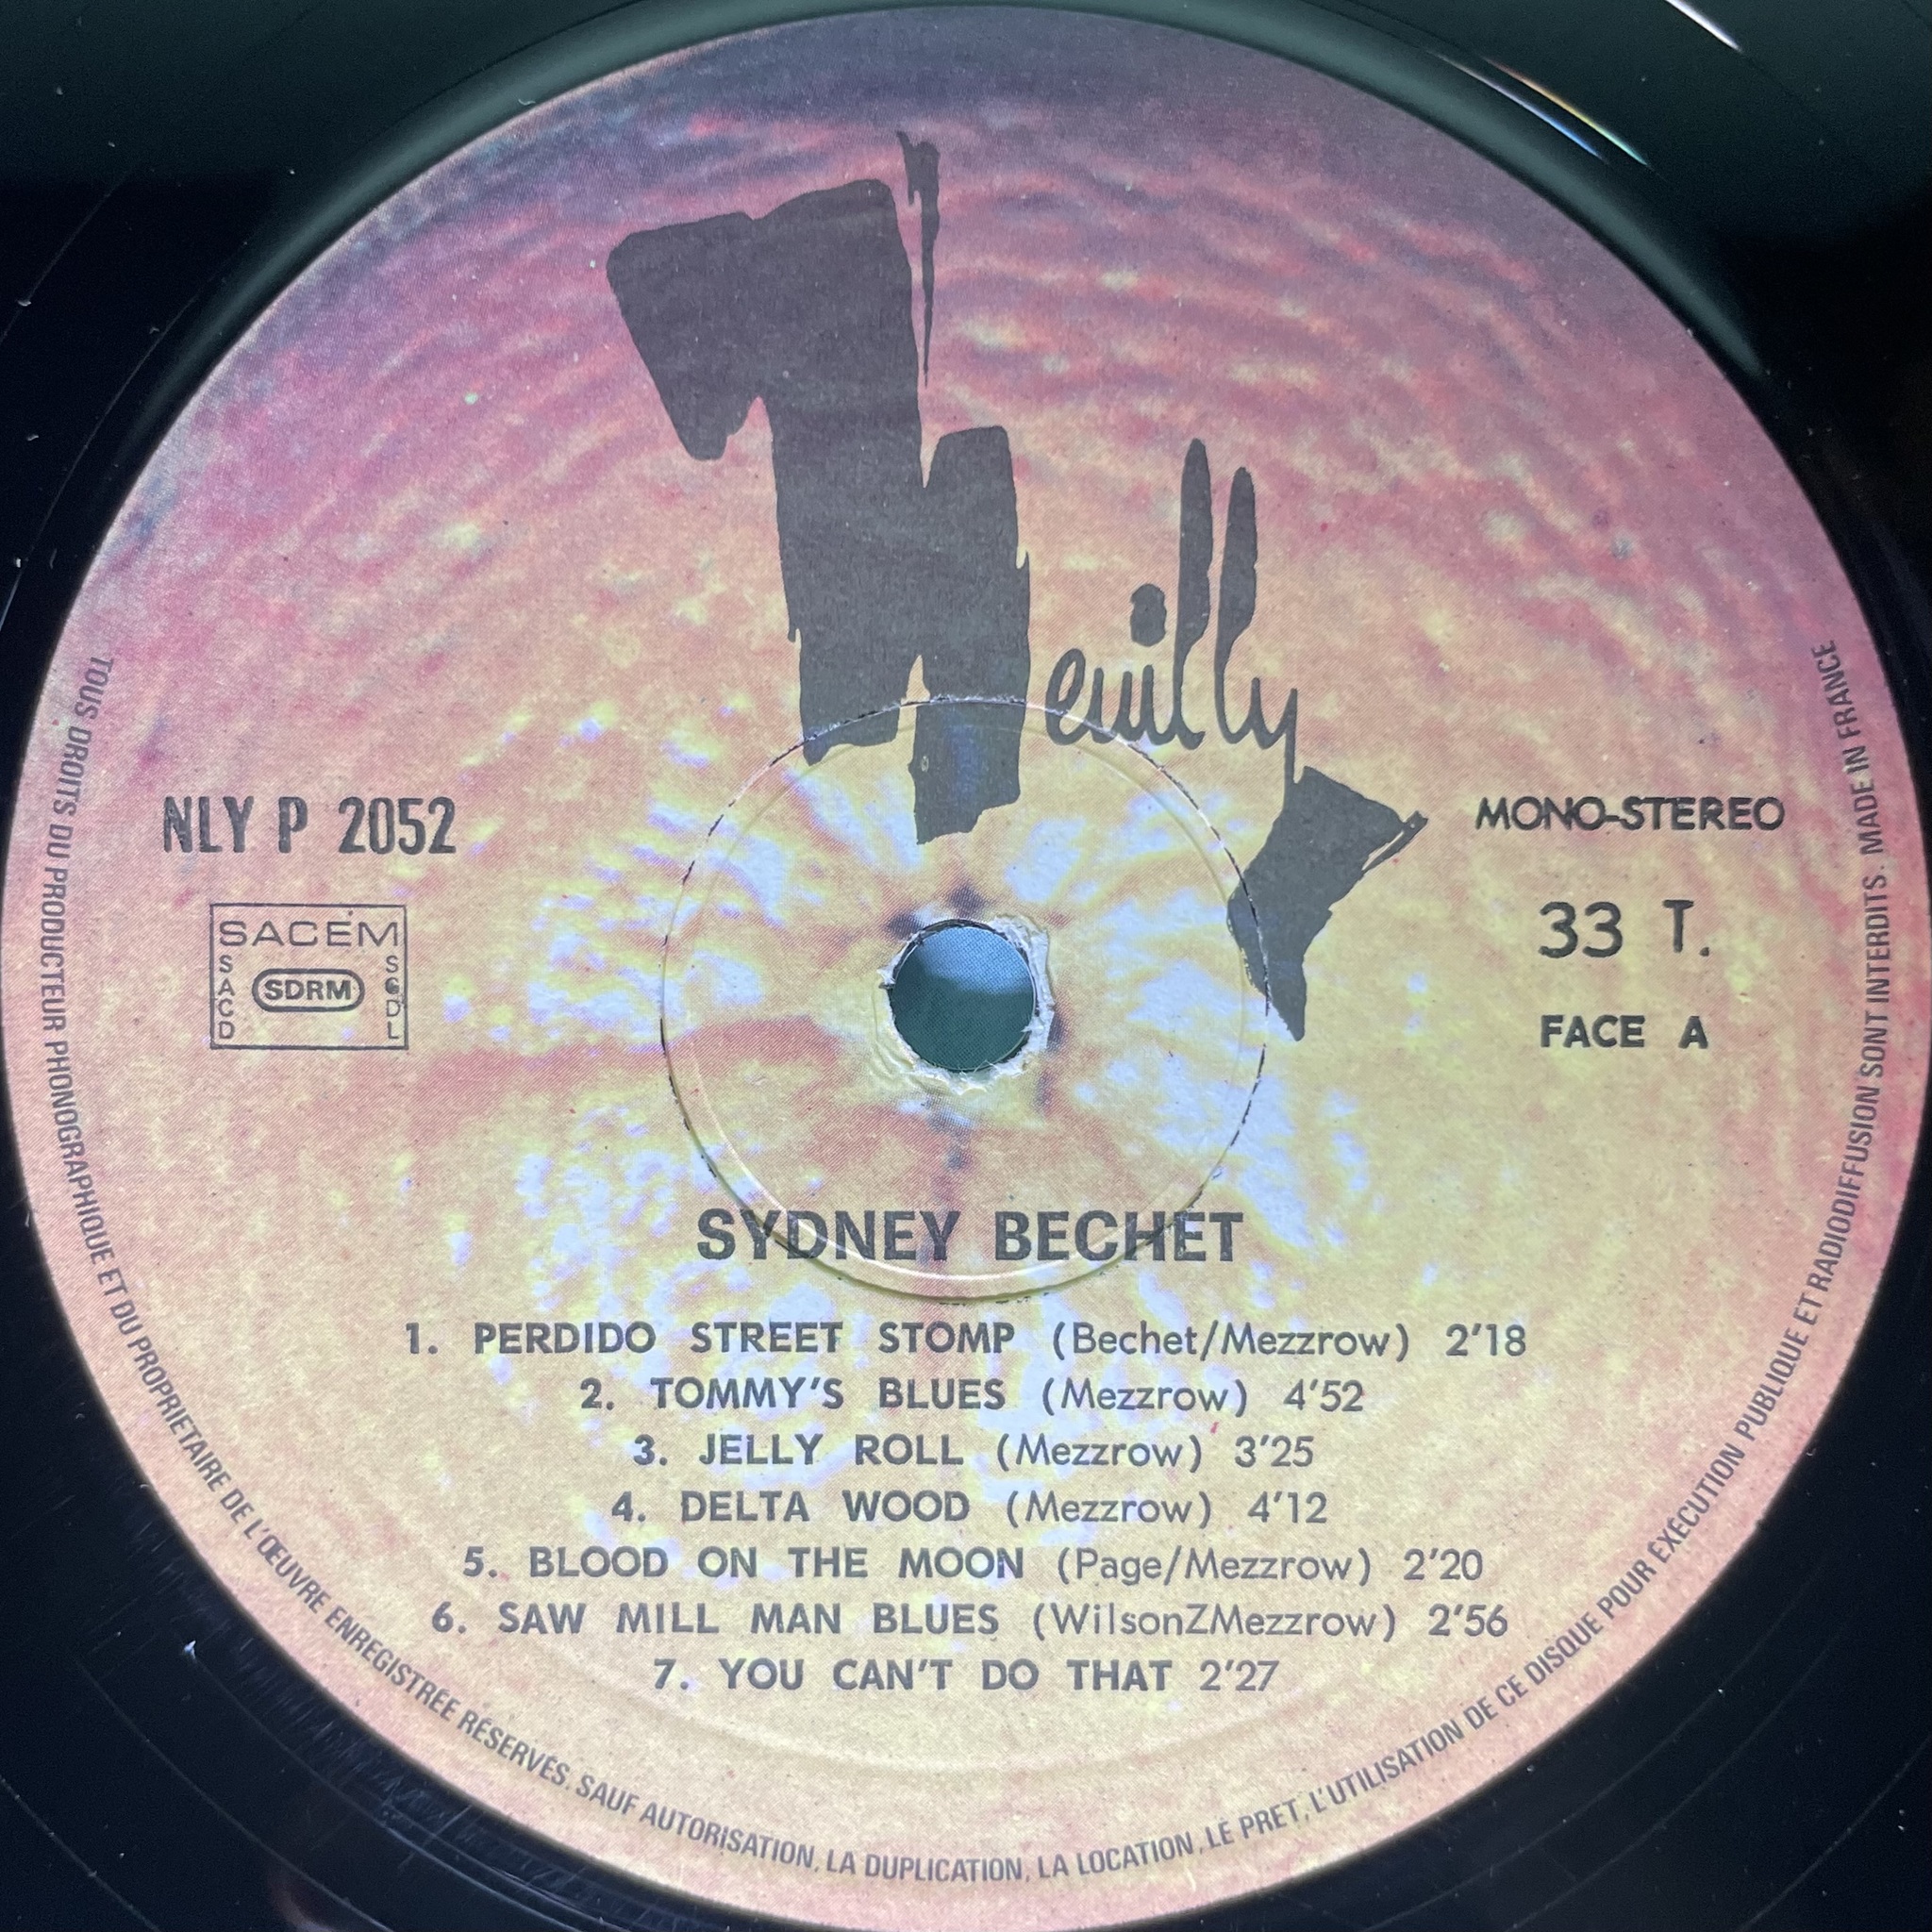 Neuilly
NLY P 2052
SACEM
SACD
SDRM
SGDL
MONO-STEREO
33 T.
FACE A
SYDNEY BECHET
1. PERDIDO STREET STOMP (Bechet/Mezzrow) 2'18
2. TOMMY'S BLUES (Mezzrow) 4'52
3. JELLY ROLL (Mezzrow) 3'25
4. DELTA WOOD (Mezzrow) 4'12
5. BLOOD ON THE MOON (Page/Mezzrow) 2'20
6. SAW MILL MAN BLUES (WilsonZMezzrow) 2'56
7. YOU CAN'T DO THAT 2'27
TOUS DROITS DU PRODUCTEUR PHONOGRAPHIQUE ET DU PROPRIETAIRE DE L'ŒUVRE ENREGISTRÉE RÉSERVÉS. SAUF AUTORISATION, LA DUPLICATION, LA LOCATION, LE PRET, L'UTILISATION DE CE DISQUE POUR EXÉCUTION PUBLIQUE ET RADIODIFFUSION SONT INTERDITS. MADE IN FRANCE